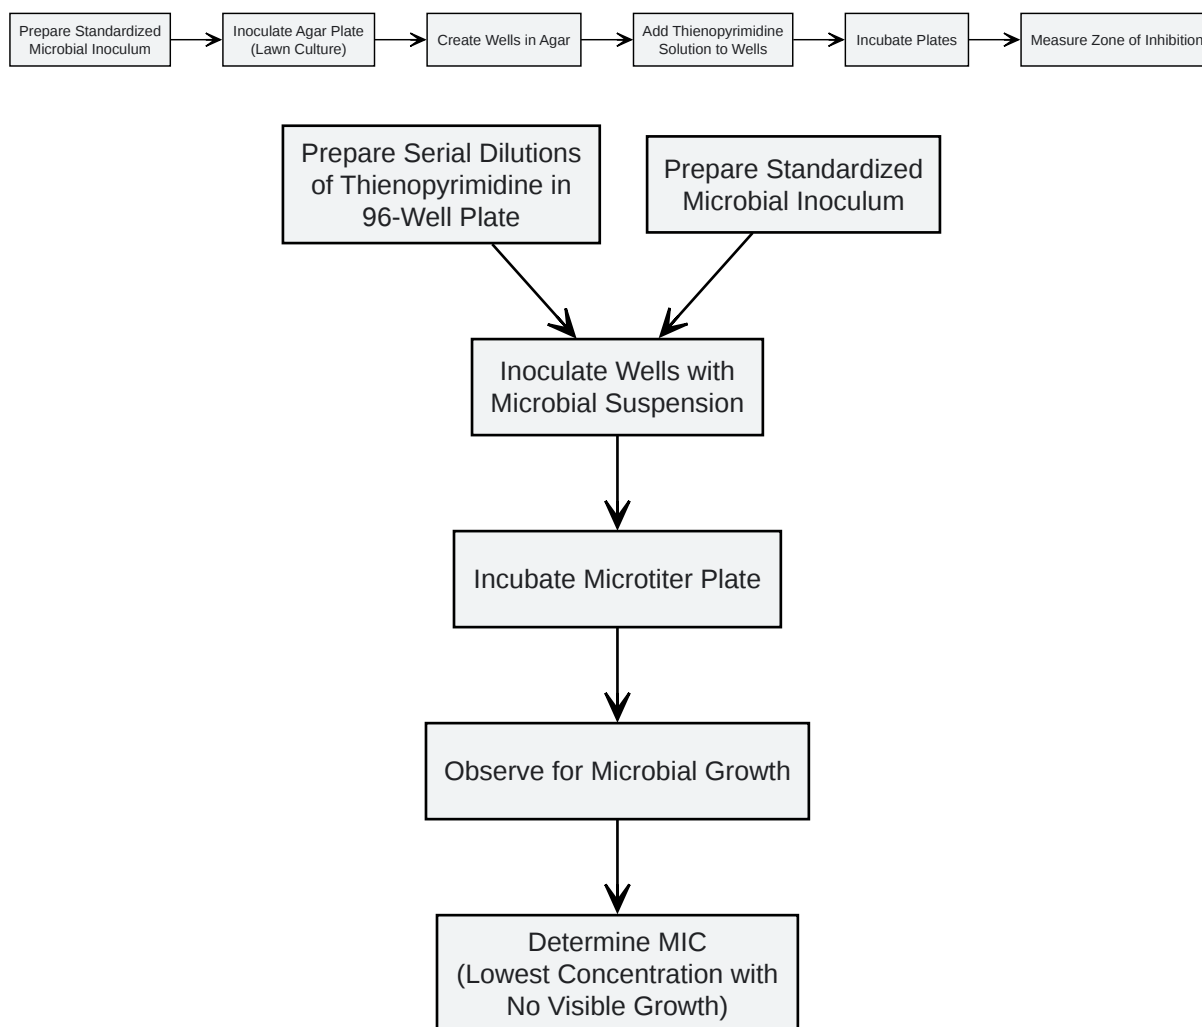 Prepare Standardized
Microbial Inoculum
Inoculate Agar Plate
(Lawn Culture)
Create Wells in Agar
Add Thienopyrimidine
Solution to Wells
Incubate Plates
Measure Zone of Inhibition
Prepare Serial Dilutions
of Thienopyrimidine in
96-Well Plate
Prepare Standardized
Microbial Inoculum
Inoculate Wells with
Microbial Suspension
Incubate Microtiter Plate
Observe for Microbial Growth
Determine MIC
(Lowest Concentration with
No Visible Growth)